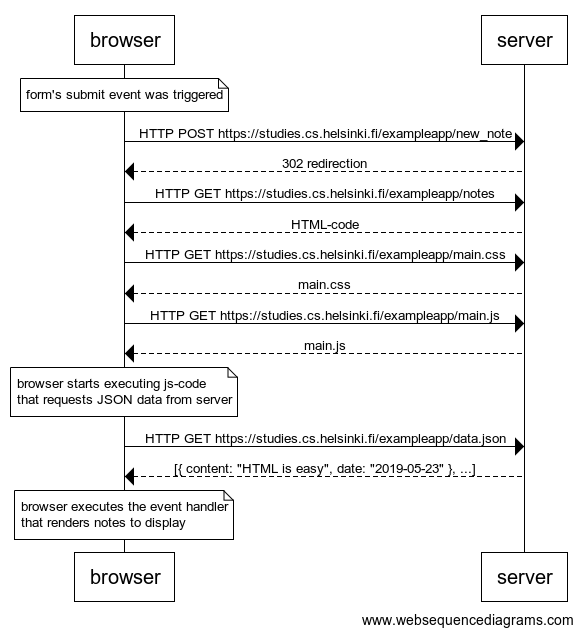 browser
server
form's submit event was triggered
HTTP POST https://studies.cs.helsinki.fi/exampleapp/new_note
302 redirection
HTTP GET https://studies.cs.helsinki.fi/exampleapp/notes
HTML-code
HTTP GET https://studies.cs.helsinki.fi/exampleapp/main.css
main.css
HTTP GET https://studies.cs.helsinki.fi/exampleapp/main.js
main.js
browser starts executing js-code
that requests JSON data from server
HTTP GET https://studies.cs.helsinki.fi/exampleapp/data.json
[{ content: "HTML is easy", date: "2019-05-23" }, ...]
browser executes the event handler
that renders notes to display
browser
server
www.websequencediagrams.com